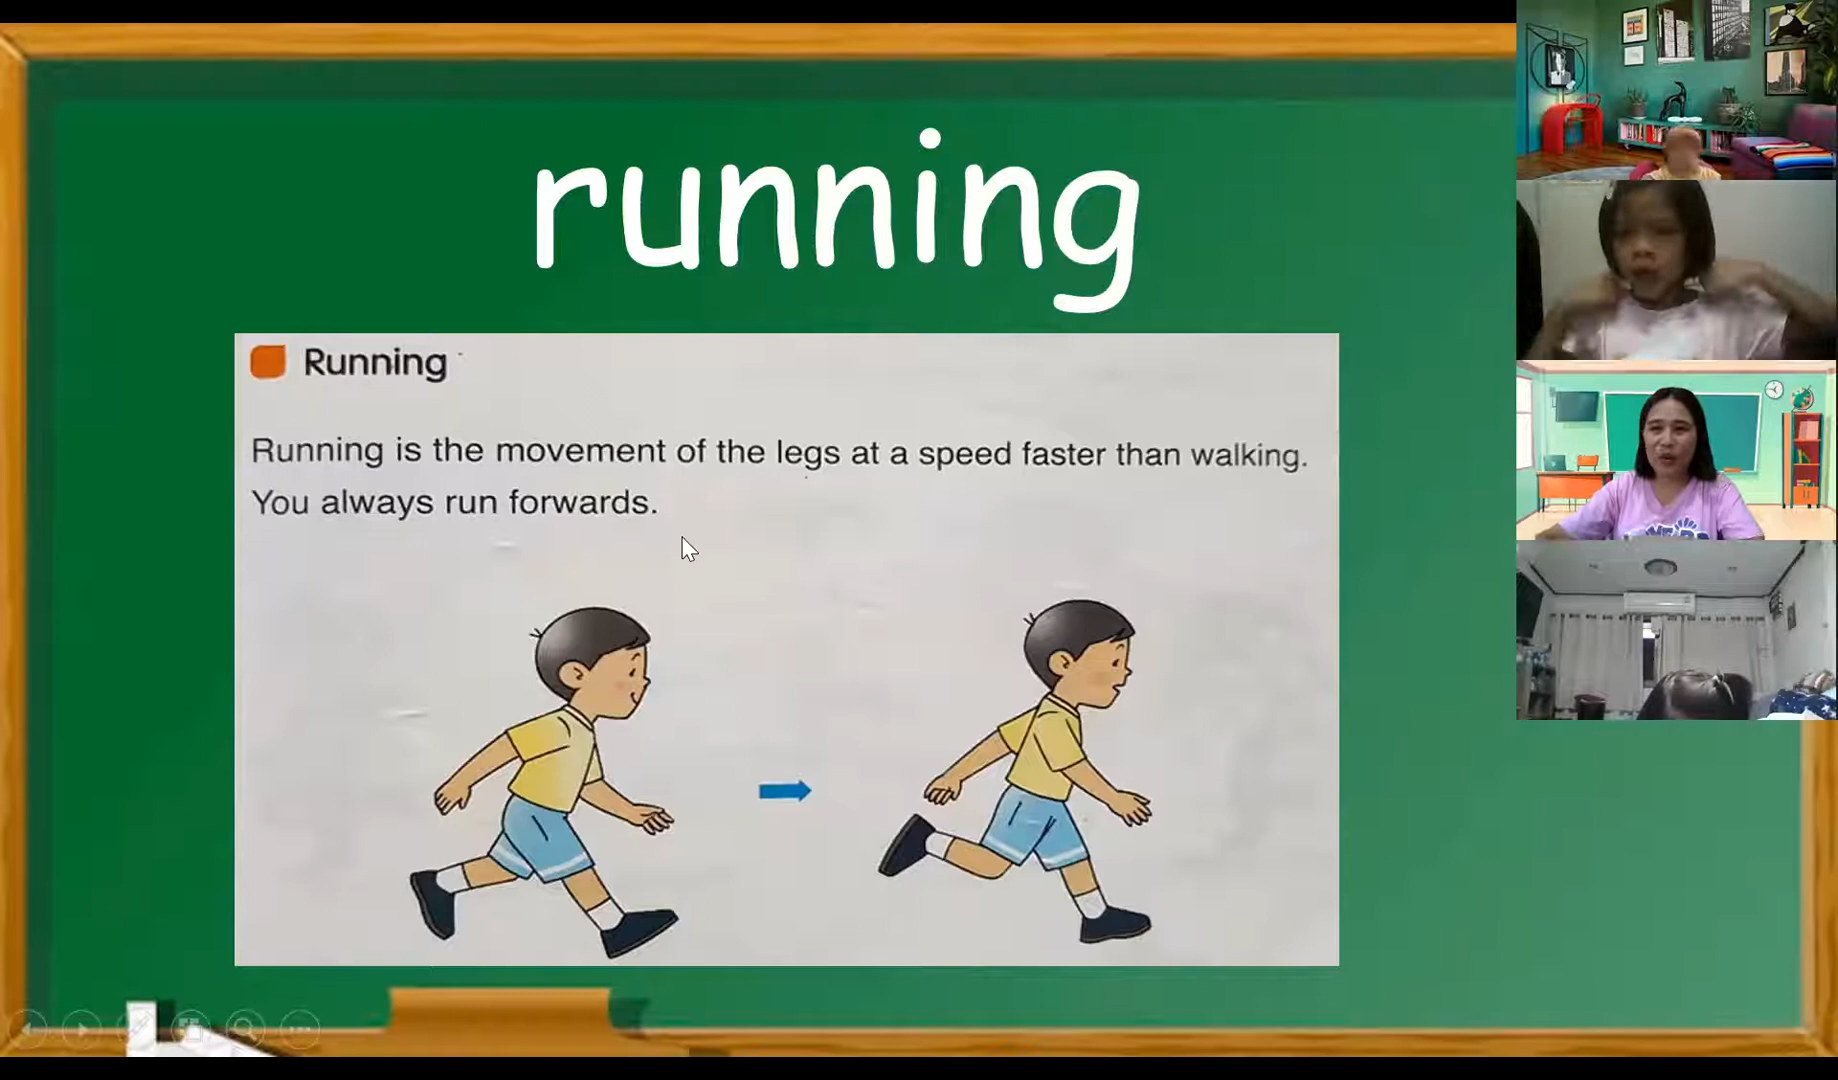 running
Running
Running is the movement of the legs at a speed faster than walking.
You always run forwards.